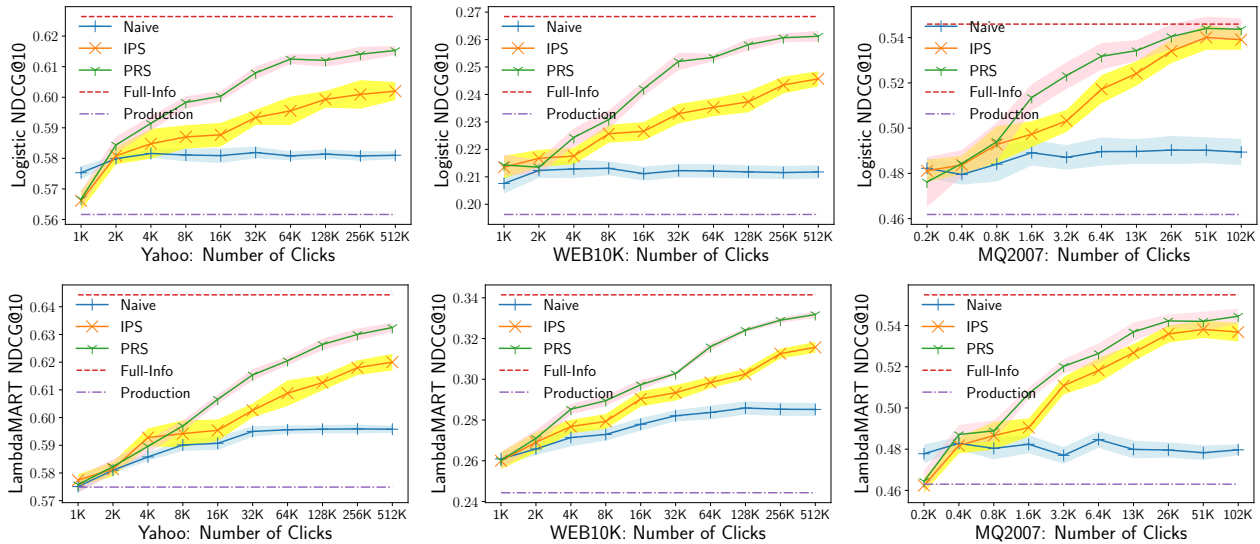 Logistic NDCG@10
0.62
0.61
0.60
0.59
0.58
0.57
0.56
Naive
IPS
PRS
Full-Info
Production
1K 2K 4K 8K 16K 32K 64K 128K 256K 512K
Yahoo: Number of Clicks
Logistic NDCG@10
0.27
0.26
0.25
0.24
0.23
0.22
0.21
0.20
Naive
IPS
PRS
Full-Info
Production
1K 2K 4K 8K 16K 32K 64K 128K 256K 512K
WEB10K: Number of Clicks
Logistic NDCG@10
0.54
0.52
0.50
0.48
0.46
Naive
IPS
PRS
Full-Info
Production
0.2K 0.4K 0.8K 1.6K 3.2K 6.4K 13K 26K 51K 102K
MQ2007: Number of Clicks
LambdaMART NDCG@10
0.64
0.63
0.62
0.61
0.60
0.59
0.58
0.57
Naive
IPS
PRS
Full-Info
Production
1K 2K 4K 8K 16K 32K 64K 128K 256K 512K
Yahoo: Number of Clicks
LambdaMART NDCG@10
0.34
0.32
0.30
0.28
0.26
0.24
Naive
IPS
PRS
Full-Info
Production
1K 2K 4K 8K 16K 32K 64K 128K 256K 512K
WEB10K: Number of Clicks
LambdaMART NDCG@10
0.54
0.52
0.50
0.48
0.46
Naive
IPS
PRS
Full-Info
Production
0.2K 0.4K 0.8K 1.6K 3.2K 6.4K 13K 26K 51K 102K
MQ2007: Number of Clicks